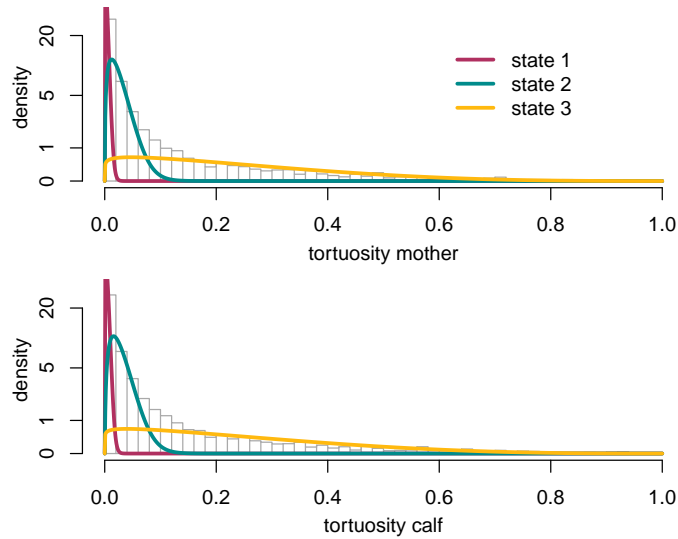 20
5
1
0
density
state 1
state 2
state 3
0.0 0.2 0.4 0.6 0.8 1.0
tortuosity mother
20
5
1
0
density
0.0 0.2 0.4 0.6 0.8 1.0
tortuosity calf